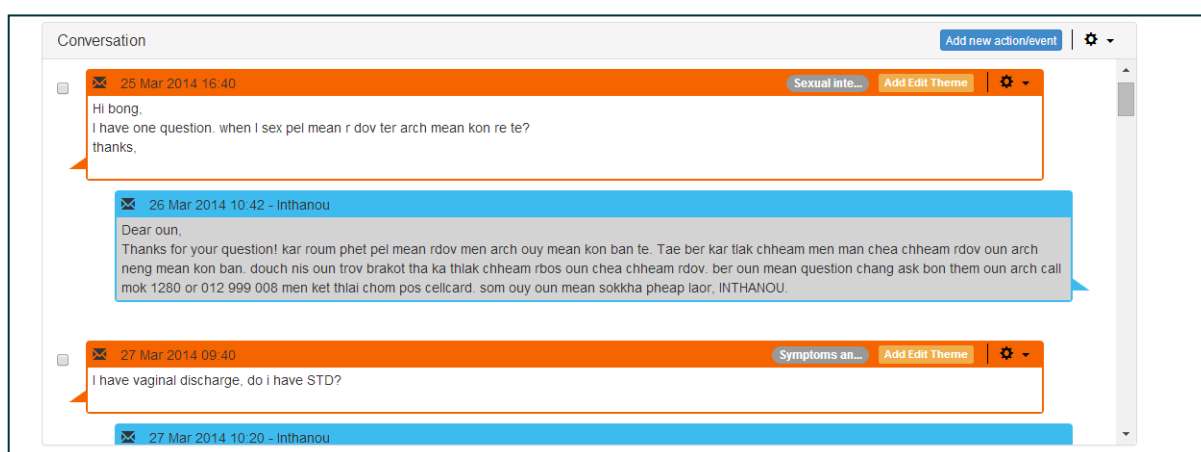 Conversation
Add new action/event
25 Mar 2014 16:40
Sexual inte...
Add Edit Theme
Hi bong,
I have one question. when I sex pel mean r dov ter arch mean kon re te?
thanks,
26 Mar 2014 10:42 - Inthanou
Dear oun,
Thanks for your question! kar roum phet pel mean rdov men arch ouy mean kon ban te. Tae ber kar tlak chheam men man chea chheam rdov oun arch
neng mean kon ban. douch nis oun trov brakot tha ka thlak chheam rbos oun chea chheam rdov. ber oun mean question chang ask bon them oun arch call
mok 1280 or 012 999 008 men ket thlai chom pos cellcard. som ouy oun mean sokkha pheap laor, INTHANOU.
27 Mar 2014 09:40
Symptoms an...
Add Edit Theme
I have vaginal discharge, do i have STD?
27 Mar 2014 10:20 - Inthanou